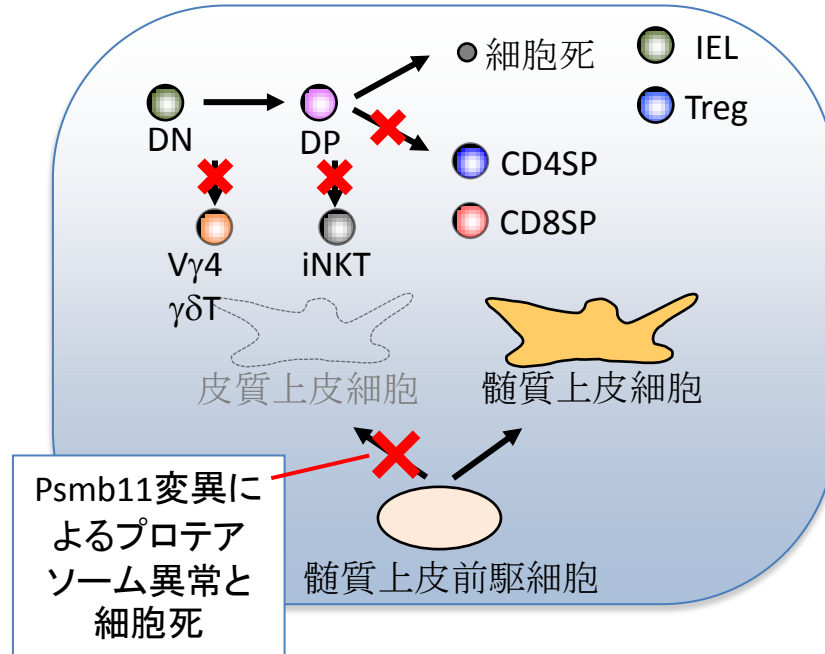 細胞死
IEL
Treg
DN
DP
CD4SP
CD8SP
Vγ4
γδT
iNKT
皮質上皮細胞
髄質上皮細胞
Psmb11変異に
よるプロテア
ソーム異常と
細胞死
髄質上皮前駆細胞